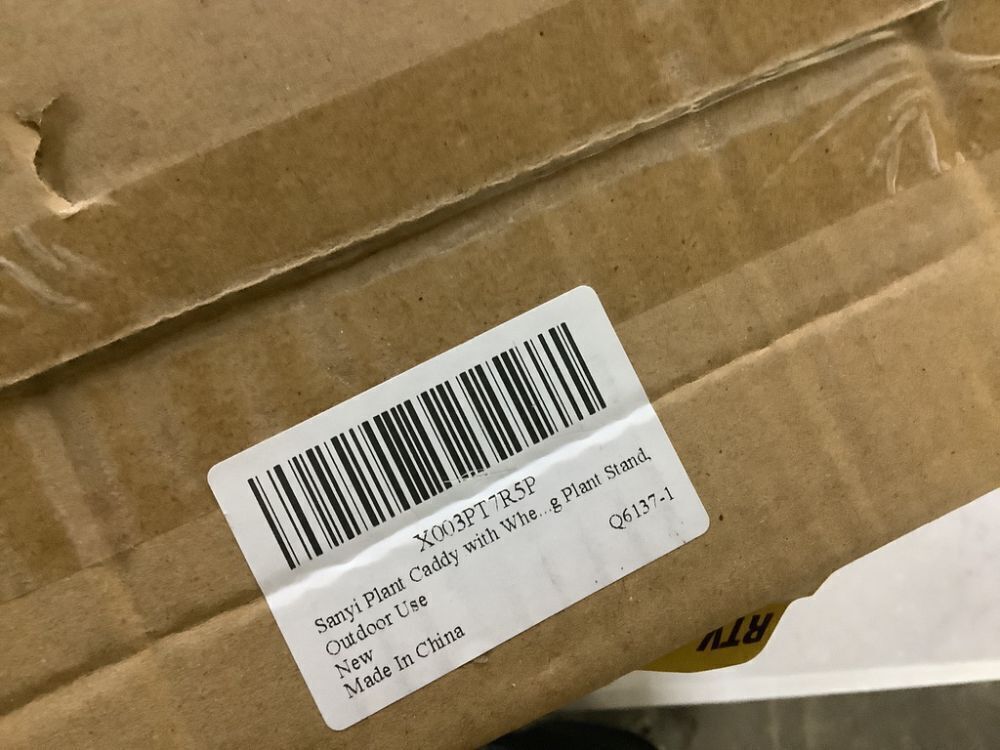 X003PT7R5P
Sanyi Plant Caddy with Whe...g Plant Stand,
Outdoor Use
Q6137-1
New
Made In China
RTV